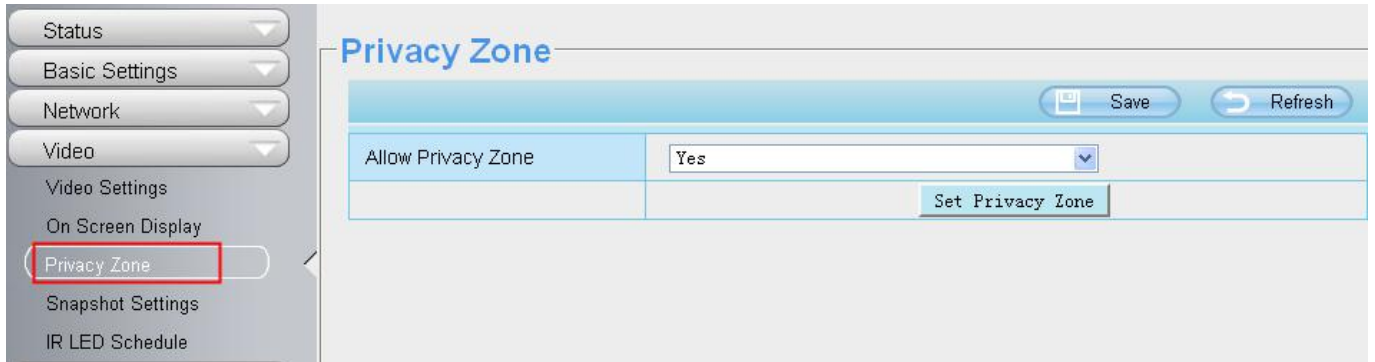 Status
Basic Settings
Network
Video
Video Settings
On Screen Display
Privacy Zone
Snapshot Settings
IR LED Schedule
Privacy Zone
Save Refresh
Allow Privacy Zone Yes
Set Privacy Zone